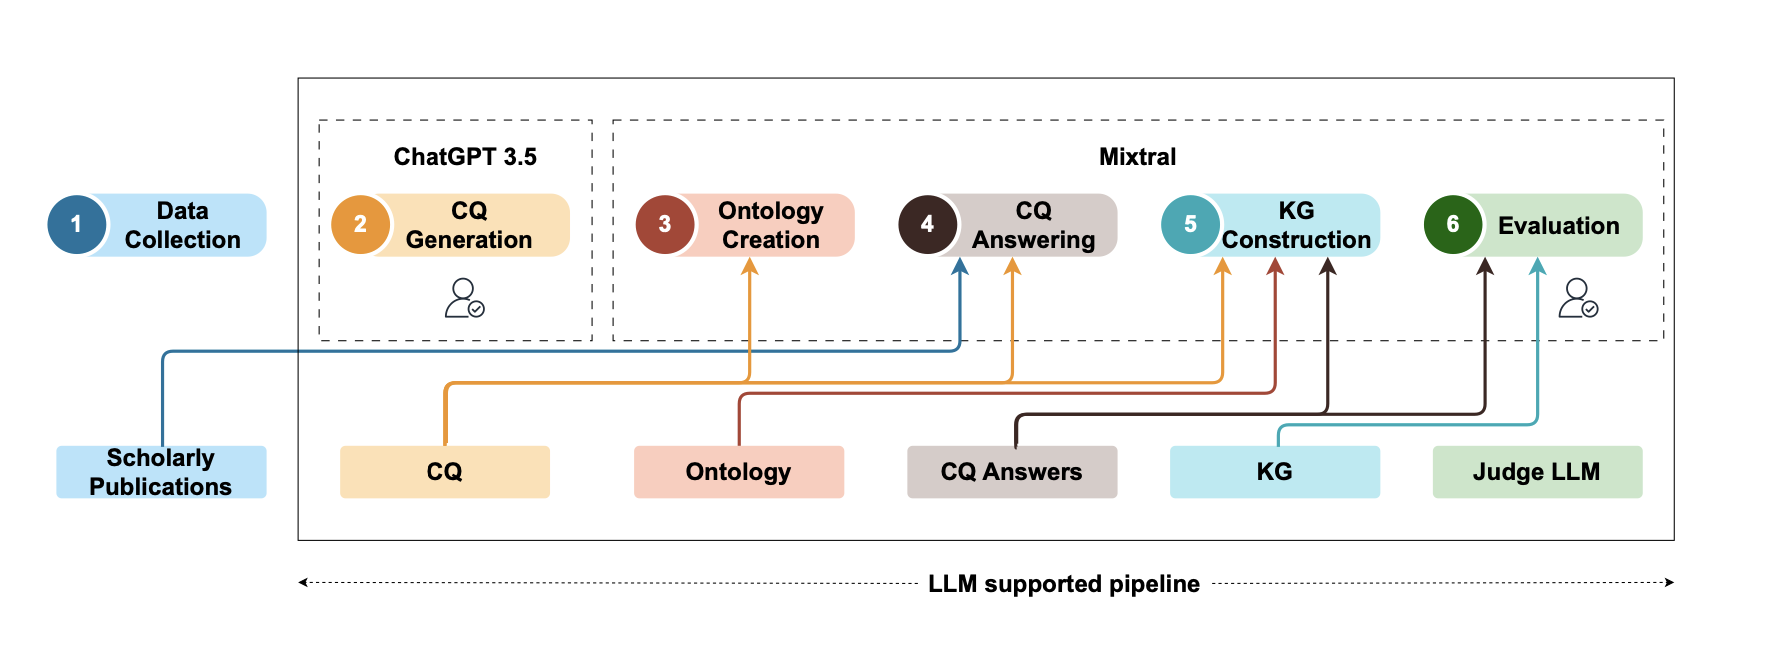 ChatGPT 3.5
Mixtral
1
Data
Collection
2
CQ
Generation
3
Ontology
Creation
4
CQ
Answering
5
KG
Construction
6
Evaluation
Scholarly
Publications
CQ
Ontology
CQ Answers
KG
Judge LLM
LLM supported pipeline